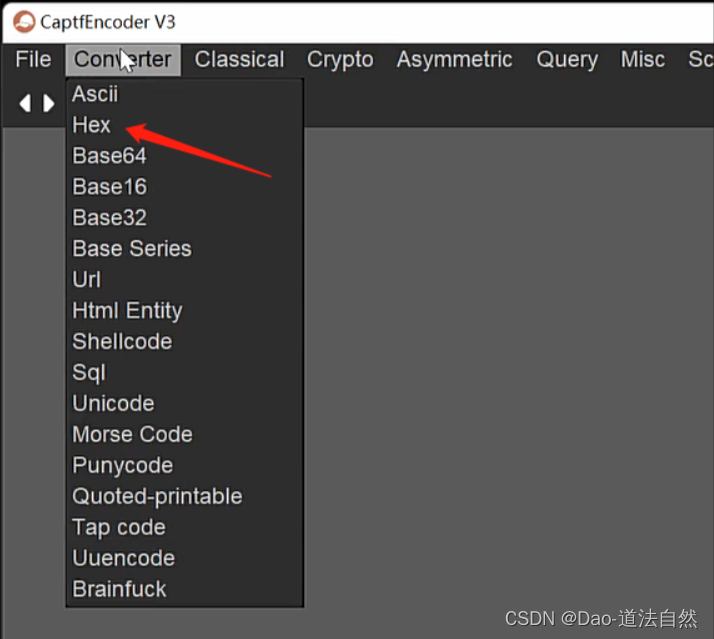 CaptfEncoder V3
File Converter Classical Crypto Asymmetric Query Misc Sc
Ascii
Hex
Base64
Base16
Base32
Base Series
Url
Html Entity
Shellcode
Sql
Unicode
Morse Code
Punycode
Quoted-printable
Tap code
Uuencode
Brainfuck
CSDN @Dao-道法自然